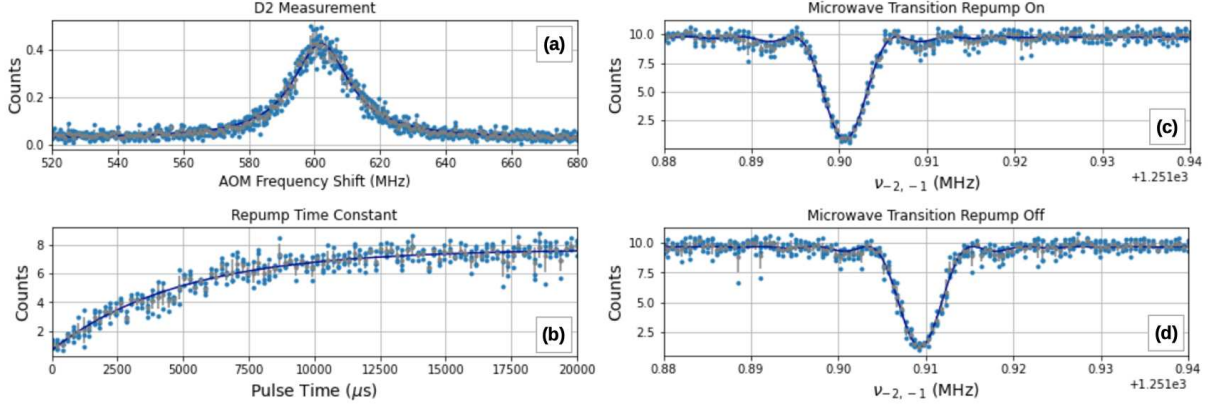 D2 Measurement
Counts
0.4
0.2
0.0
(a)
520 540 560 580 600 620 640 660 680
AOM Frequency Shift (MHz)
Repump Time Constant
Counts
8
6
4
2
(b)
0 2500 5000 7500 10000 12500 15000 17500 20000
Pulse Time (μs)
Microwave Transition Repump On
Counts
10.0
7.5
5.0
2.5
(c)
0.88 0.89 0.90 0.91 0.92 0.93 0.94
ν₋₂,₋₁ (MHz)
+1.251e3
Microwave Transition Repump Off
Counts
10.0
7.5
5.0
2.5
(d)
0.88 0.89 0.90 0.91 0.92 0.93 0.94
ν₋₂,₋₁ (MHz)
+1.251e3